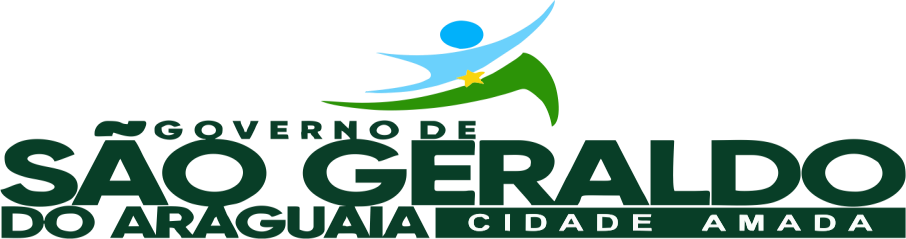 GOVERNO DE
SÃO GERALDO
DO ARAGUAIA CIDADE AMADA